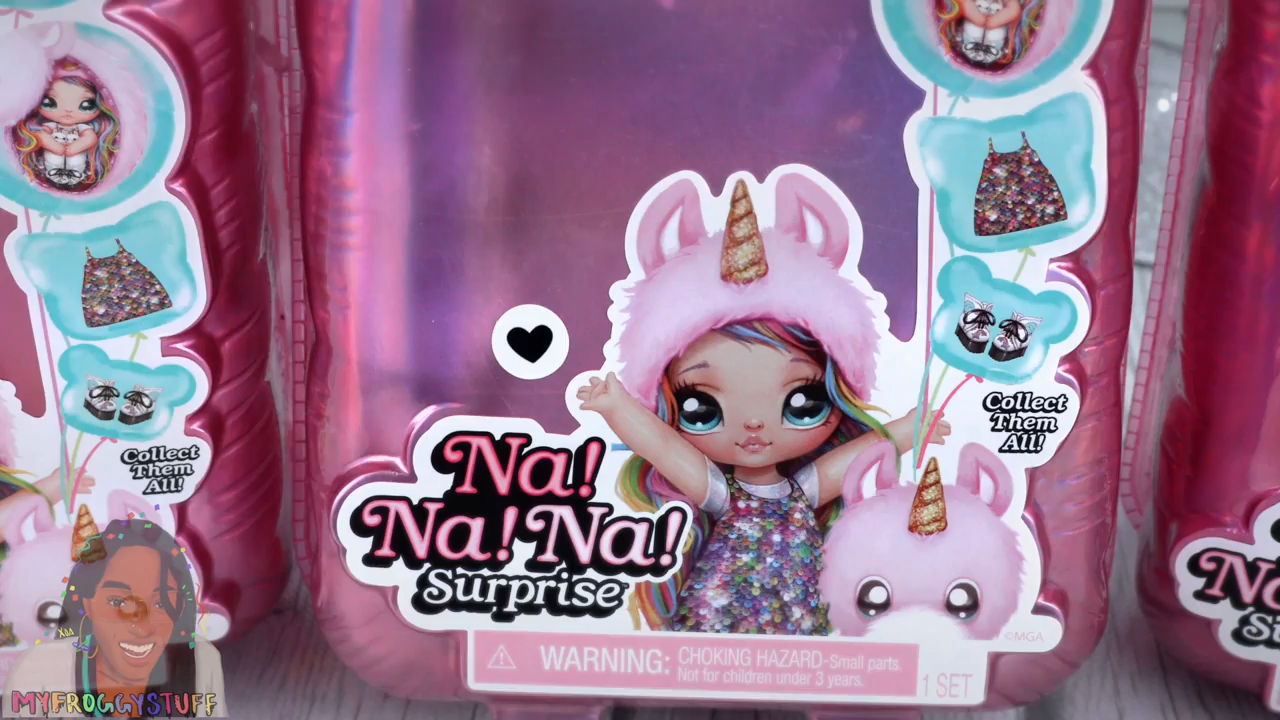 Collect
Them
All!
Na!
Na! Na!
Surprise
WARNING: CHOKING HAZARD-Small parts.
Not for children under 3 years.
1 SET
©MGA
Collect
Them
All!
MYFROGGYSTUFF